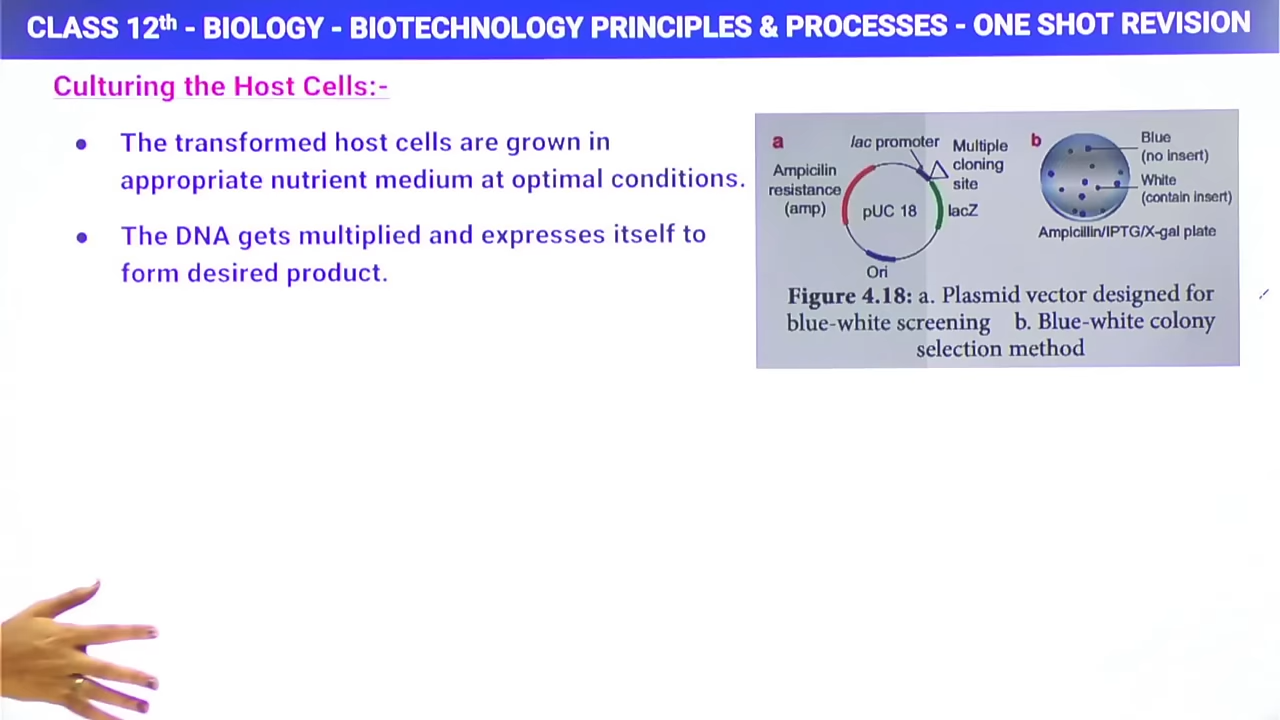 CLASS 12th - BIOLOGY - BIOTECHNOLOGY PRINCIPLES & PROCESSES - ONE SHOT REVISION
Culturing the Host Cells:-
• The transformed host cells are grown in
appropriate nutrient medium at optimal conditions.
• The DNA gets multiplied and expresses itself to
form desired product.
a
lac promoter
Multiple
cloning
site
Ampicilin
resistance
(amp)
pUC 18
lacZ
Ori
b
Blue
(no insert)
White
(contain insert)
Ampicillin/IPTG/X-gal plate
Figure 4.18: a. Plasmid vector designed for
blue-white screening b. Blue-white colony
selection method